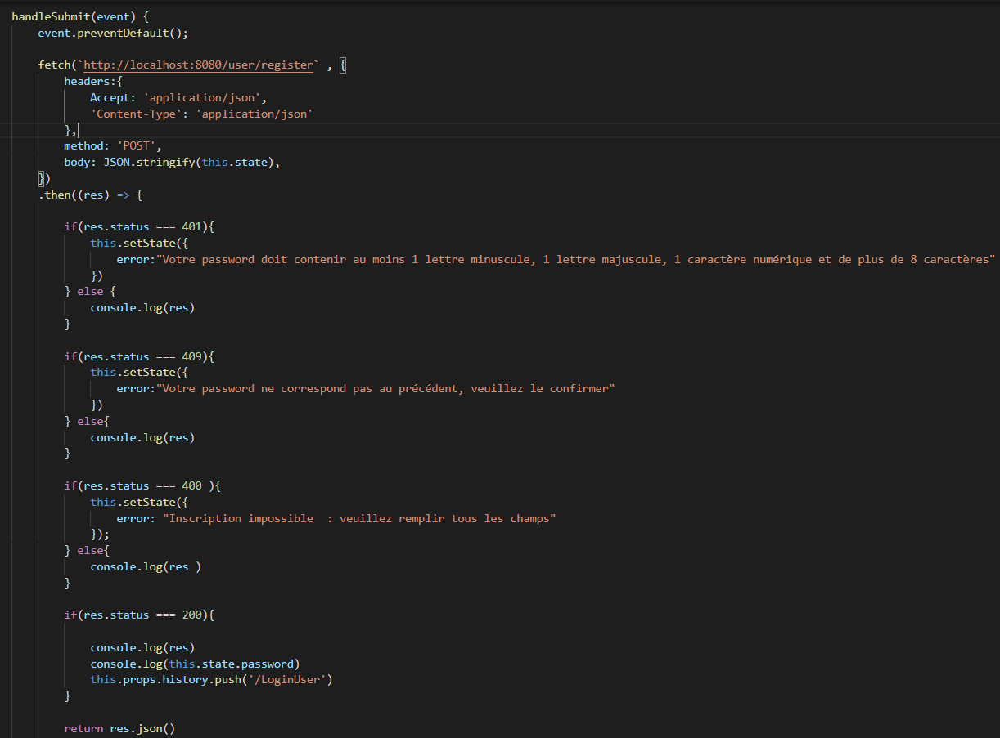 handleSubmit(event) {
event.preventDefault();
fetch(`http://localhost:8080/user/register` , {
headers:{
Accept: 'application/json',
'Content-Type': 'application/json'
},
method: 'POST',
body: JSON.stringify(this.state),
})
.then((res) => {
if(res.status === 401){
this.setState({
error:"Votre password doit contenir au moins 1 lettre minuscule, 1 lettre majuscule, 1 caractère numérique et de plus de 8 caractères"
})
} else {
console.log(res)
}
if(res.status === 409){
this.setState({
error:"Votre password ne correspond pas au précédent, veuillez le confirmer"
})
} else{
console.log(res)
}
if(res.status === 400 ){
this.setState({
error: "Inscription impossible  : veuillez remplir tous les champs"
});
} else{
console.log(res )
}
if(res.status === 200){
console.log(res)
console.log(this.state.password)
this.props.history.push('/LoginUser')
}
return res.json()